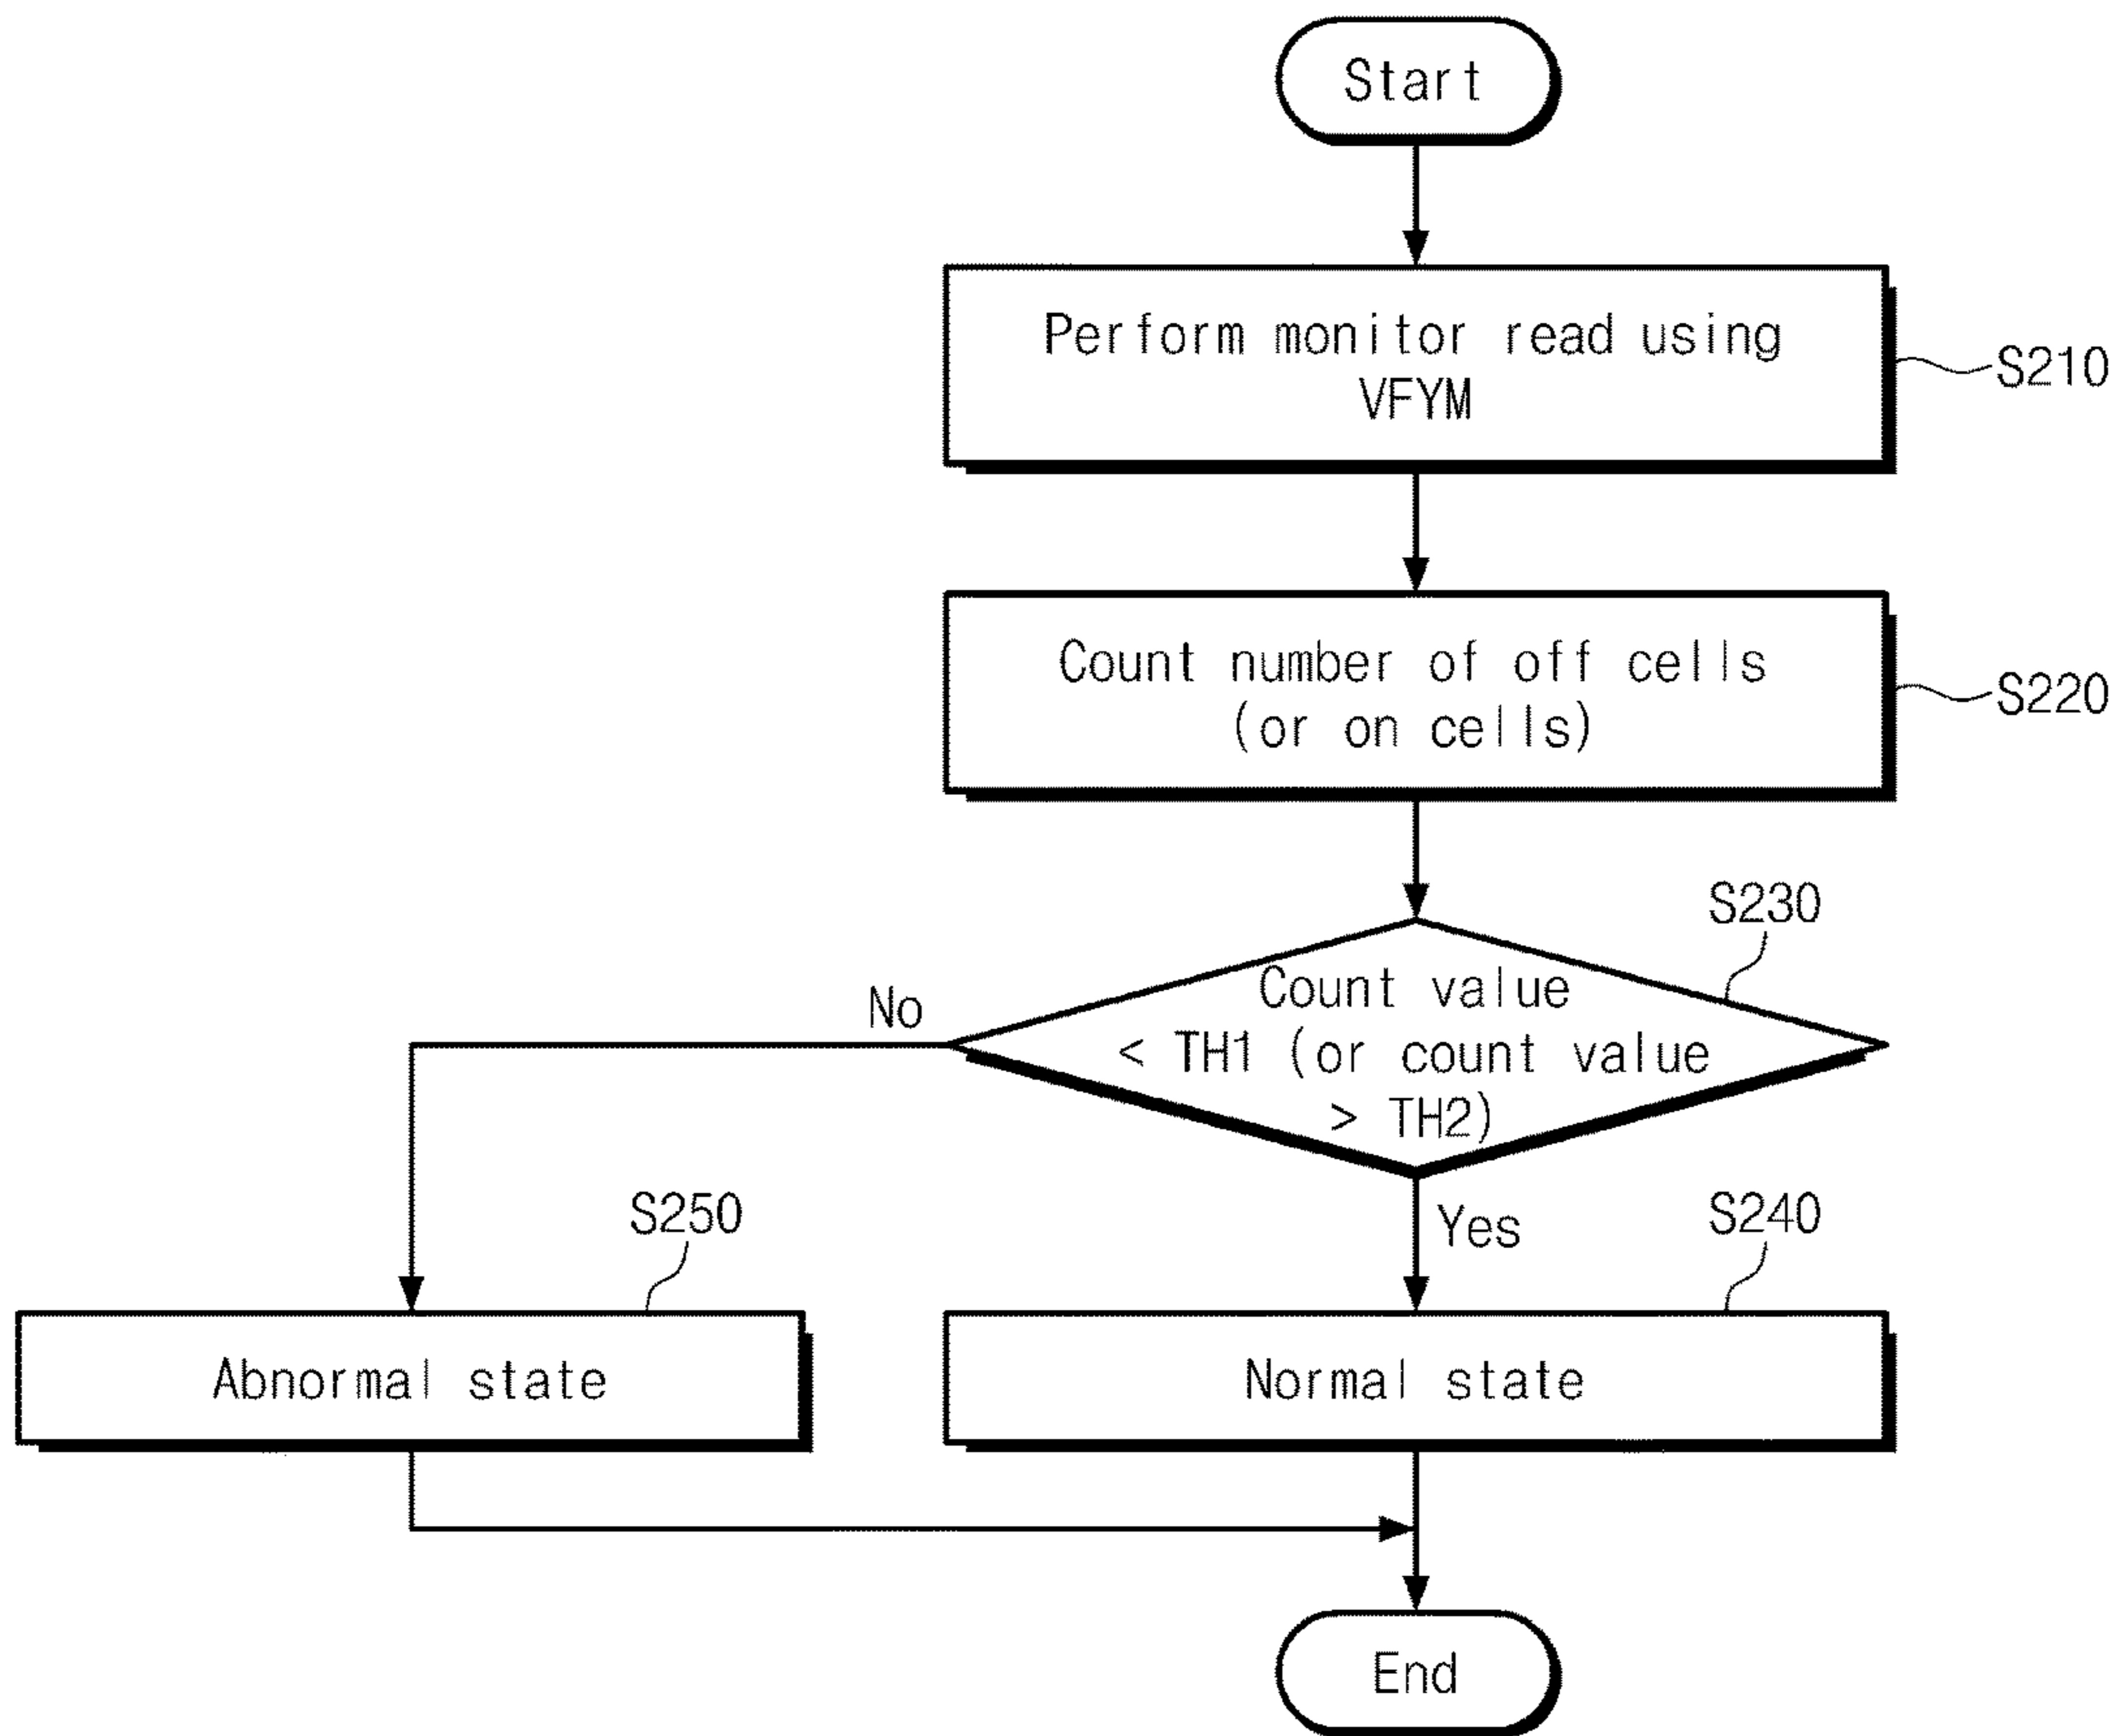 Start
Perform monitor read using
VFYM
S210
Count number of off cells
(or on cells)
S220
S230
Count value
< TH1 (or count value
> TH2)
No
Yes
S250
S240
Abnormal state
Normal state
End